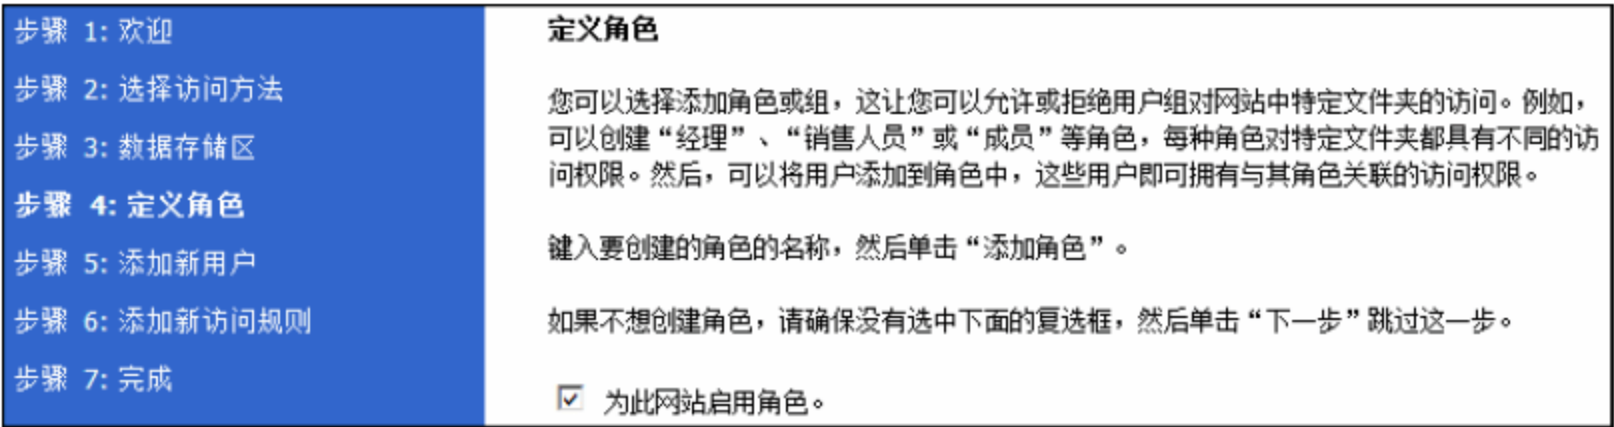 步骤 1: 欢迎
步骤 2: 选择访问方法
步骤 3: 数据存储区
步骤 4: 定义角色
步骤 5: 添加新用户
步骤 6: 添加新访问规则
步骤 7: 完成
定义角色
您可以选择添加角色或组，这让您可以允许或拒绝用户组对网站中特定文件夹的访问。例如，
可以创建“经理”、“销售人员”或“成员”等角色，每种角色对特定文件夹都具有不同的访
问权限。然后，可以将用户添加到角色中，这些用户即可拥有与其角色关联的访问权限。
键入要创建的角色的名称，然后单击“添加角色”。
如果不想创建角色，请确保没有选中下面的复选框，然后单击“下一步”跳过这一步。
为此网站启用角色。